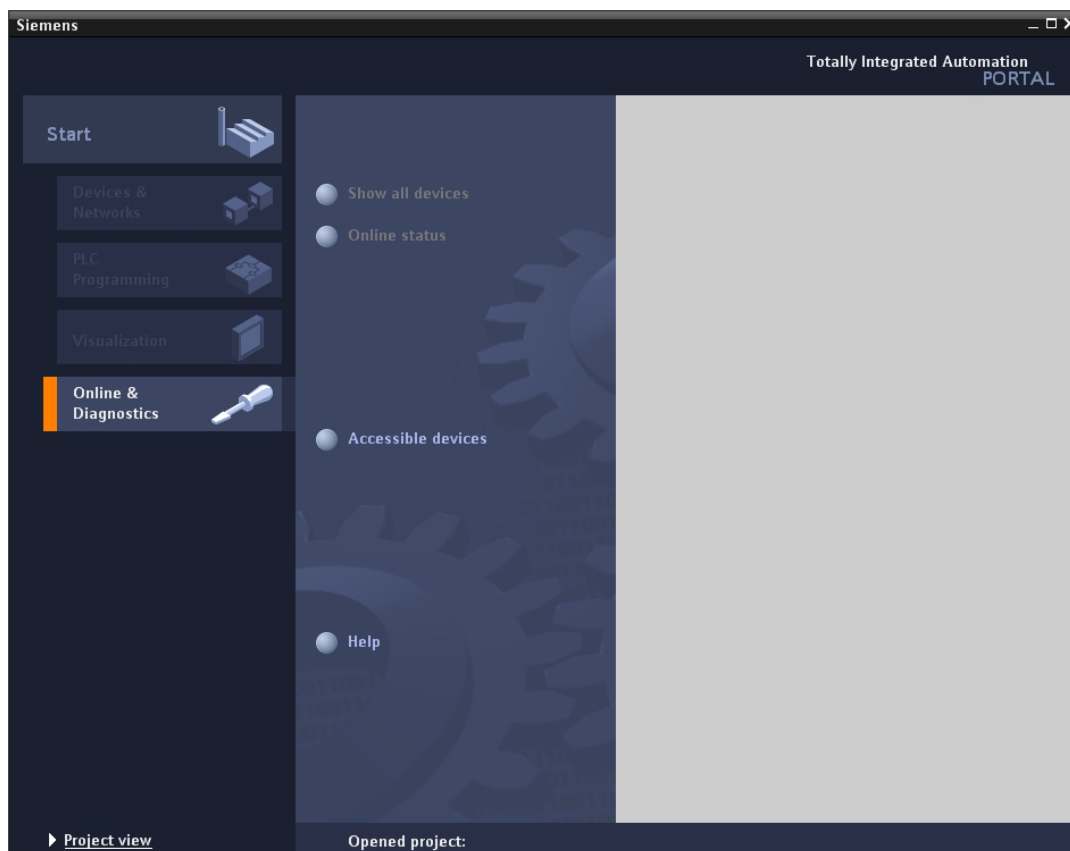 Siemens
Totally Integrated Automation
PORTAL
Start
Devices &
Networks
PLC
Programming
Visualization
Online &
Diagnostics
Show all devices
Online status
Accessible devices
Help
Project view
Opened project: